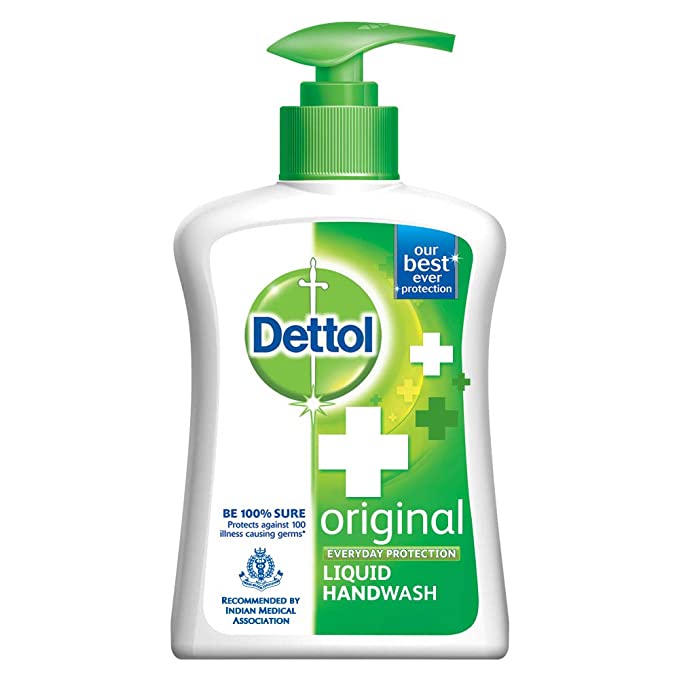 our
best
ever
protection
Dettol
BE 100% SURE
Protects against 100
illness causing germs*
RECOMMENDED BY
INDIAN MEDICAL
ASSOCIATION
original
EVERYDAY PROTECTION
LIQUID
HANDWASH